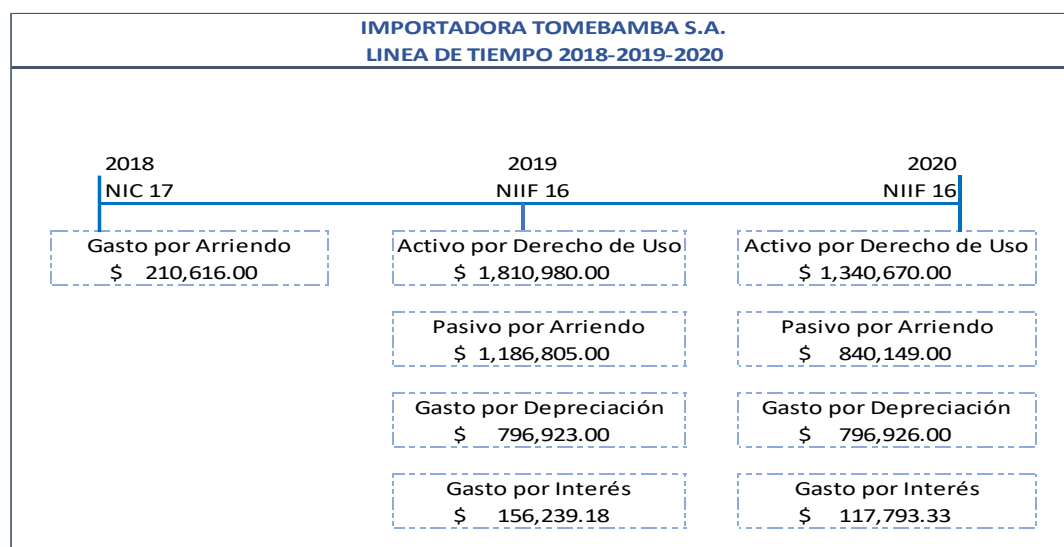 IMPORTADORA TOMEBAMBA S.A.
LINEA DE TIEMPO 2018-2019-2020
2018
NIC 17
2019
NIIF 16
2020
NIIF 16
Gasto por Arriendo
$ 210,616.00
Activo por Derecho de Uso
$ 1,810,980.00
Activo por Derecho de Uso
$ 1,340,670.00
Pasivo por Arriendo
$ 1,186,805.00
Pasivo por Arriendo
$ 840,149.00
Gasto por Depreciación
$ 796,923.00
Gasto por Depreciación
$ 796,926.00
Gasto por Interés
$ 156,239.18
Gasto por Interés
$ 117,793.33